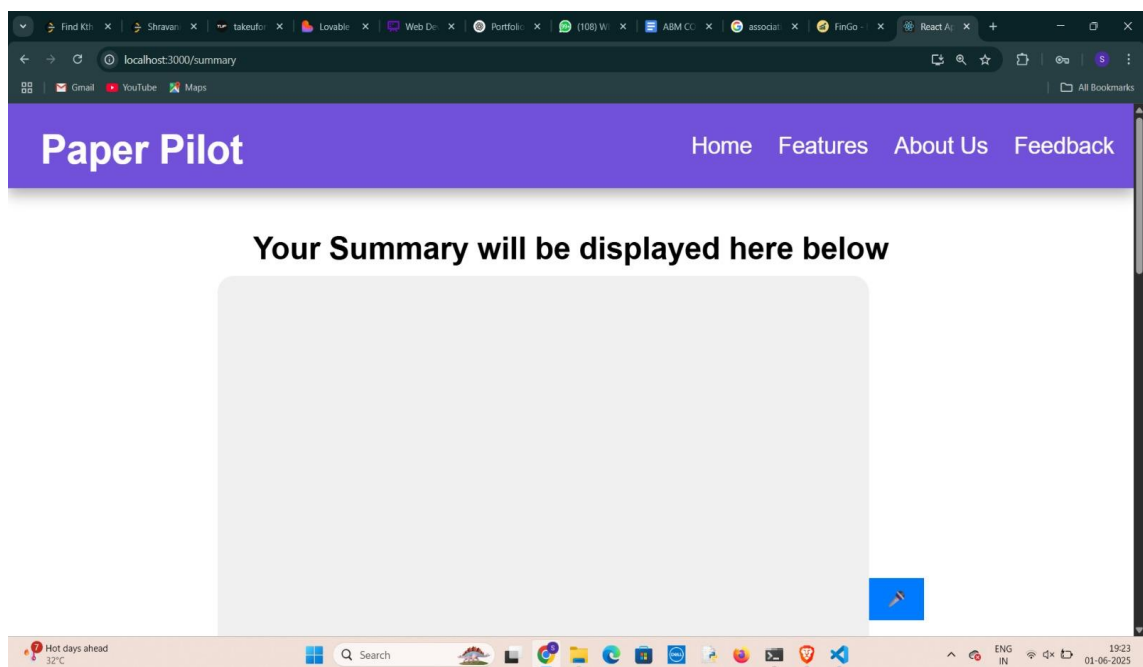 Find Kth
Shravan
takeufor
Lovable
Web De
Portfolio
(108) W
ABM CO
associat
FinGo -
React A
localhost:3000/summary
S
Gmail YouTube Maps All Bookmarks
Paper Pilot Home Features About Us Feedback
Your Summary will be displayed here below
7
Hot days ahead
32°C
Search
ENG
IN
19:23
01-06-2025